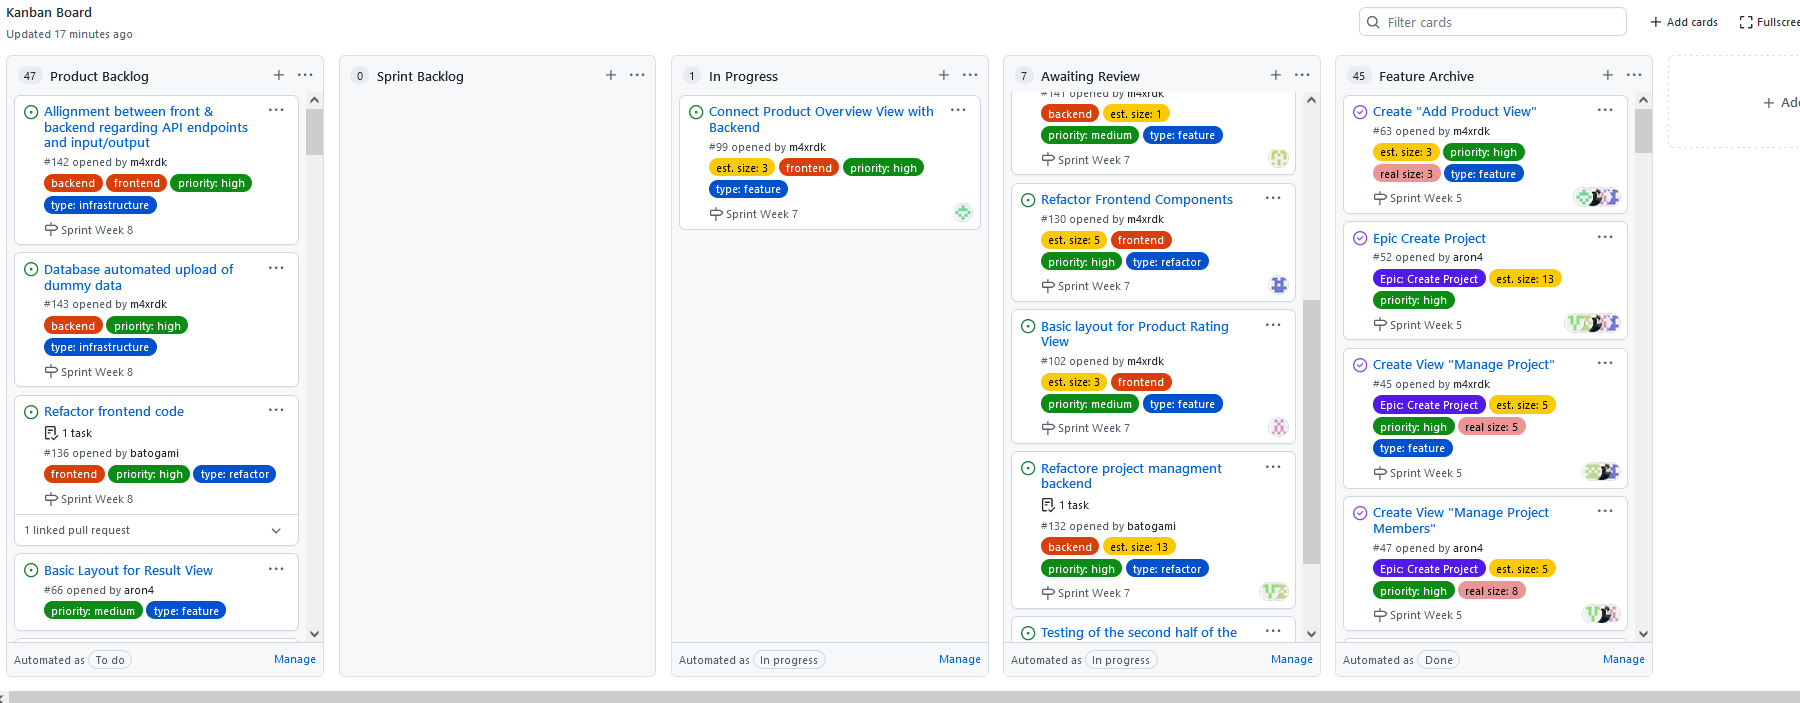 Kanban Board
Updated 17 minutes ago
Filter cards
Add cards
Fullscree
47 Product Backlog
Allignment between front &
backend regarding API endpoints
and input/output
#142 opened by m4xrdk
backend frontend priority: high
type: infrastructure
Sprint Week 8
Database automated upload of
dummy data
#143 opened by m4xrdk
backend priority: high
type: infrastructure
Sprint Week 8
Refactor frontend code
1 task
#136 opened by batogami
frontend priority: high type: refactor
Sprint Week 8
1 linked pull request
Basic Layout for Result View
#66 opened by aron4
priority: medium type: feature
Automated as To do Manage
0 Sprint Backlog
1 In Progress
Connect Product Overview View with
Backend
#99 opened by m4xrdk
est. size: 3 frontend priority: high
type: feature
Sprint Week 7
Automated as In progress Manage
7 Awaiting Review
#141 opened by m4xrdk
backend est. size: 1
priority: medium type: feature
Sprint Week 7
Refactor Frontend Components
#130 opened by m4xrdk
est. size: 5 frontend
priority: high type: refactor
Sprint Week 7
Basic layout for Product Rating
View
#102 opened by m4xrdk
est. size: 3 frontend
priority: medium type: feature
Sprint Week 7
Refactore project managment
backend
1 task
#132 opened by batogami
backend est. size: 13
priority: high type: refactor
Sprint Week 7
Testing of the second half of the
Automated as In progress Manage
45 Feature Archive
Create "Add Product View"
#63 opened by m4xrdk
est. size: 3 priority: high
real size: 3 type: feature
Sprint Week 5
Epic Create Project
#52 opened by aron4
Epic: Create Project est. size: 13
priority: high
Sprint Week 5
Create View "Manage Project"
#45 opened by m4xrdk
Epic: Create Project est. size: 5
priority: high real size: 5
type: feature
Sprint Week 5
Create View "Manage Project
Members"
#47 opened by aron4
Epic: Create Project est. size: 5
priority: high real size: 8
Sprint Week 5
Automated as Done Manage
Add